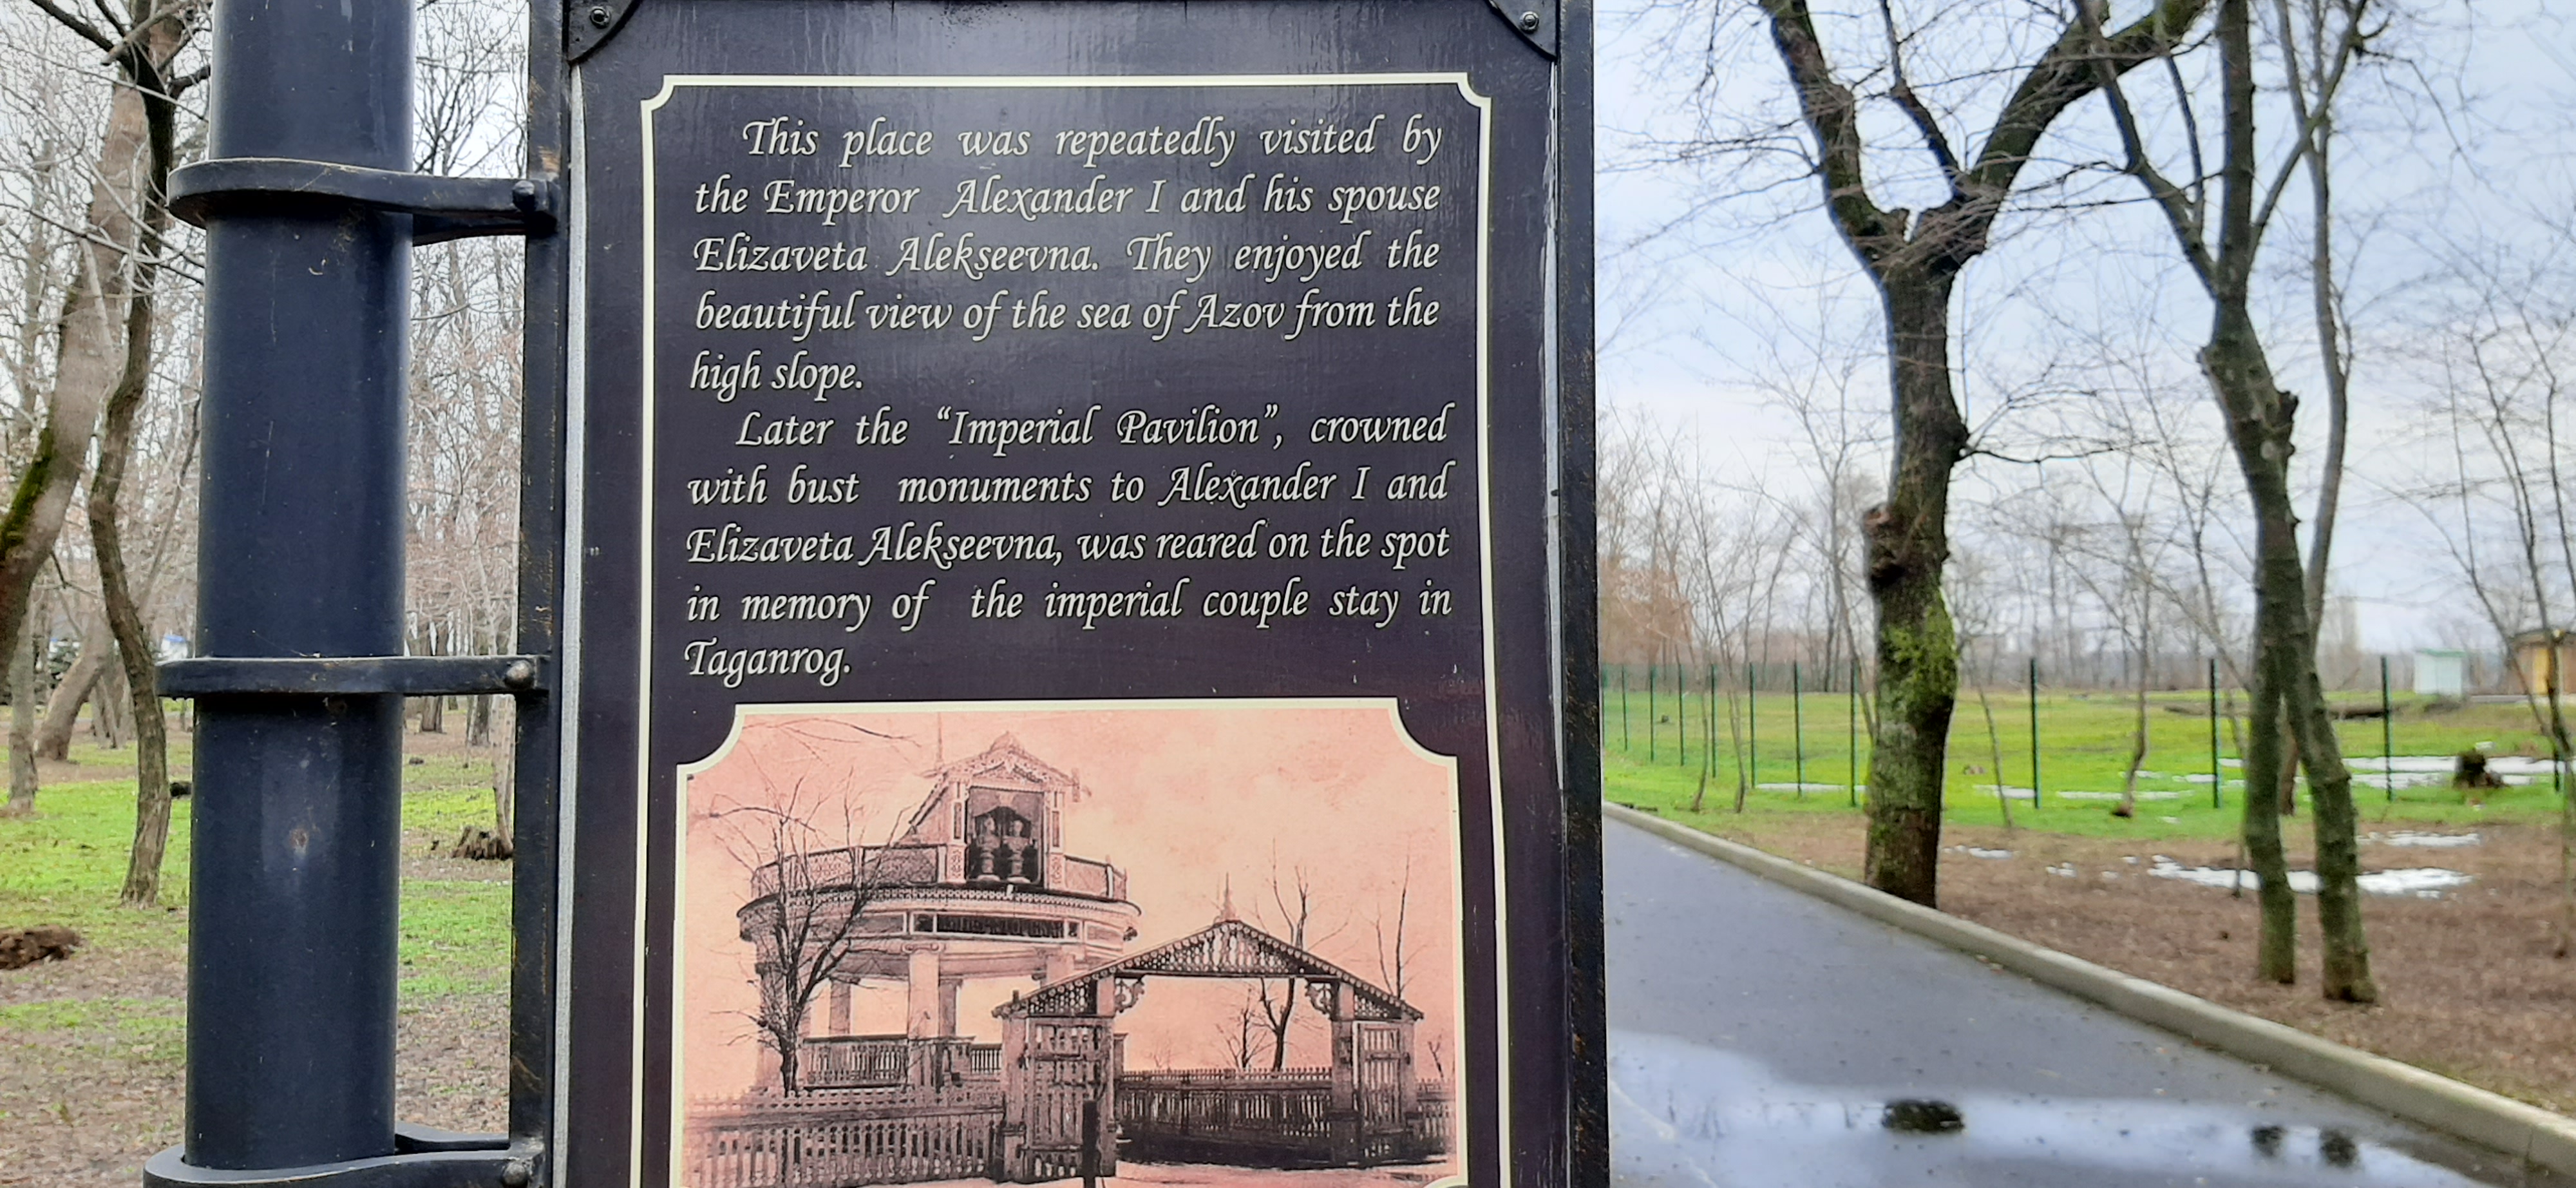 This place was repeatedly visited by
the Emperor Alexander I and his spouse
Elizaveta Alekseevna. They enjoyed the
beautiful view of the sea of Azov from the
high slope.
Later the “Imperial Pavilion”, crowned
with bust monuments to Alexander I and
Elizaveta Alekseevna, was reared on the spot
in memory of the imperial couple stay in
Taganrog.